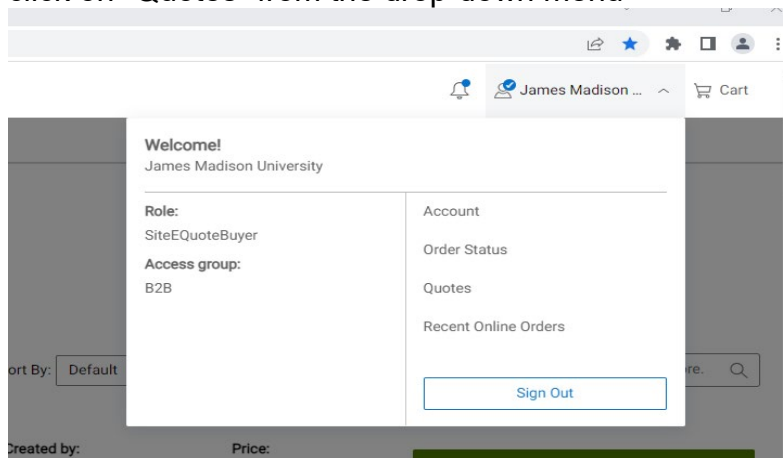 click on "Quotes" from the drop-down menu
James Madison ...
Cart
Welcome!
James Madison University
Role:
SiteEQuoteBuyer
Access group:
B2B
Account
Order Status
Quotes
Recent Online Orders
Sign Out
ort By: Default
re.
Created by:
Price: